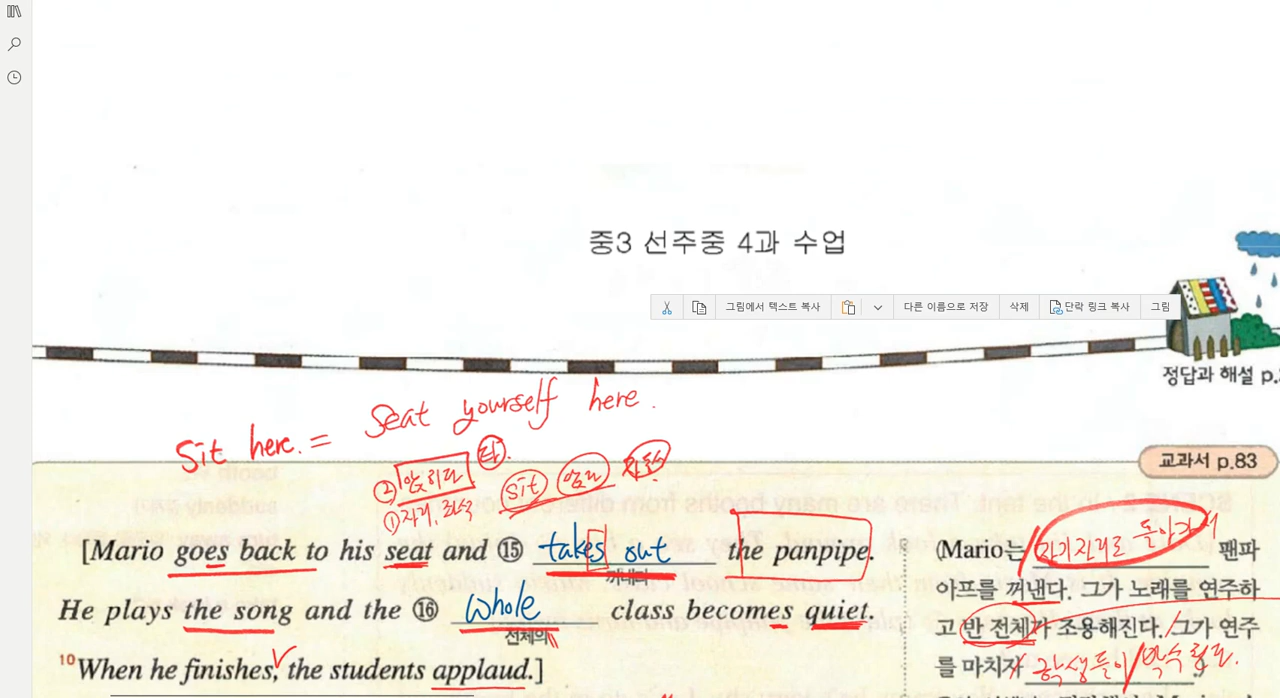 중3 선주중 4과 수업
그림에서 텍스트 복사 다른 이름으로 저장 삭제 단락 링크 복사 그림
정답과 해설 p.
Seat yourself here.
Sit here. =
교과서 p.83
② 앉히다 타.
sit 앉다
① 자리, 좌석
[Mario goes back to his seat and ⑮ takes out the panpipe.
꺼내다
He plays the song and the ⑯ whole class becomes quiet.
전체의
10 When he finishes, the students applaud.]
(Mario는 자기 자리로 돌아가서 팬파
이프를 꺼낸다. 그가 노래를 연주하
고 반 전체가 조용해진다. 그가 연주
를 마치자 학생들이 박수친다.